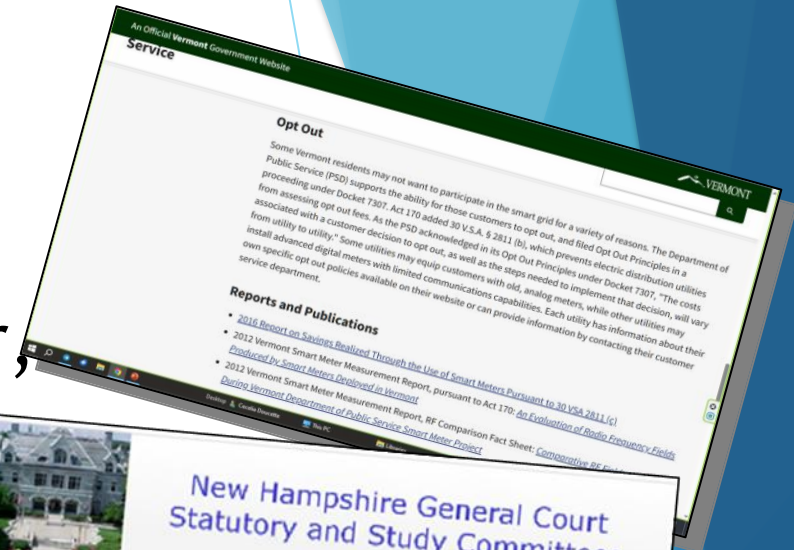 An Official Vermont Government Website
Service
VERMONT
Opt Out
Some Vermont residents may not want to participate in the smart grid for a variety of reasons. The Department of
Public Service (PSD) supports the ability for those customers to opt out, and filed Opt Out Principles in a
proceeding under Docket 7307. Act 170 added 30 V.S.A. § 2811 (b), which prevents electric distribution utilities
from assessing opt out fees. As the PSD acknowledged in its Opt Out Principles under Docket 7307, "The costs
associated with a customer decision to opt out, as well as the steps needed to implement that decision, will vary
from utility to utility." Some utilities may equip customers with old, analog meters, while other utilities may
install advanced digital meters with limited communications capabilities. Each utility has information about their
own specific opt out policies available on their website or can provide information by contacting their customer
service department.
Reports and Publications
• 2016 Report on Savings Realized Through the Use of Smart Meters Pursuant to 30 VSA 2811 (c)
• 2012 Vermont Smart Meter Measurement Report, pursuant to Act 170: An Evaluation of Radio Frequency Fields
Produced by Smart Meters Deployed in Vermont
• 2012 Vermont Smart Meter Measurement Report, RF Comparison Fact Sheet: Comparative RF
During Vermont Department of Public Service Smart Meter Project
Desktop Cecelia Doucette This PC
New Hampshire General Court
Statutory and Study